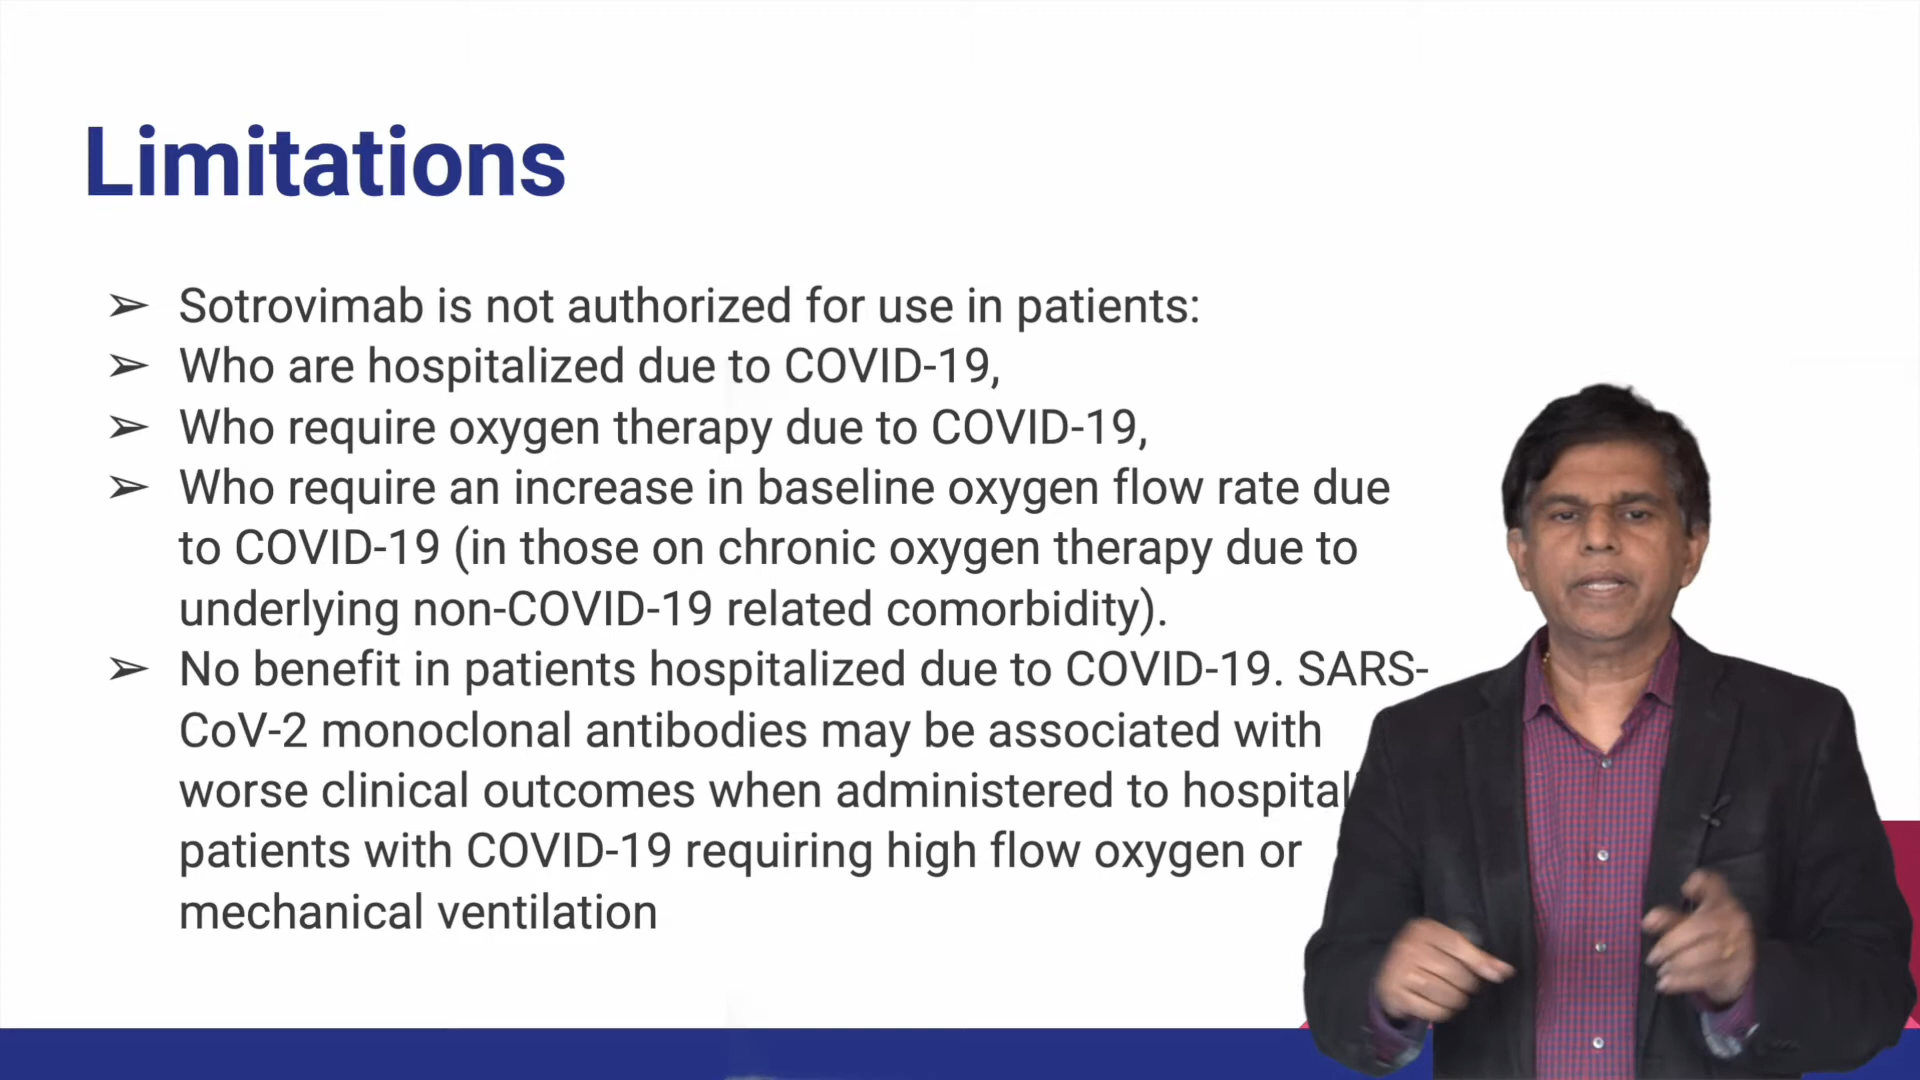 Limitations
➢ Sotrovimab is not authorized for use in patients:
➢ Who are hospitalized due to COVID-19,
➢ Who require oxygen therapy due to COVID-19,
➢ Who require an increase in baseline oxygen flow rate due
to COVID-19 (in those on chronic oxygen therapy due to
underlying non-COVID-19 related comorbidity).
➢ No benefit in patients hospitalized due to COVID-19. SARS-
CoV-2 monoclonal antibodies may be associated with
worse clinical outcomes when administered to
patients with COVID-19 requiring high flow oxygen or
mechanical ventilation